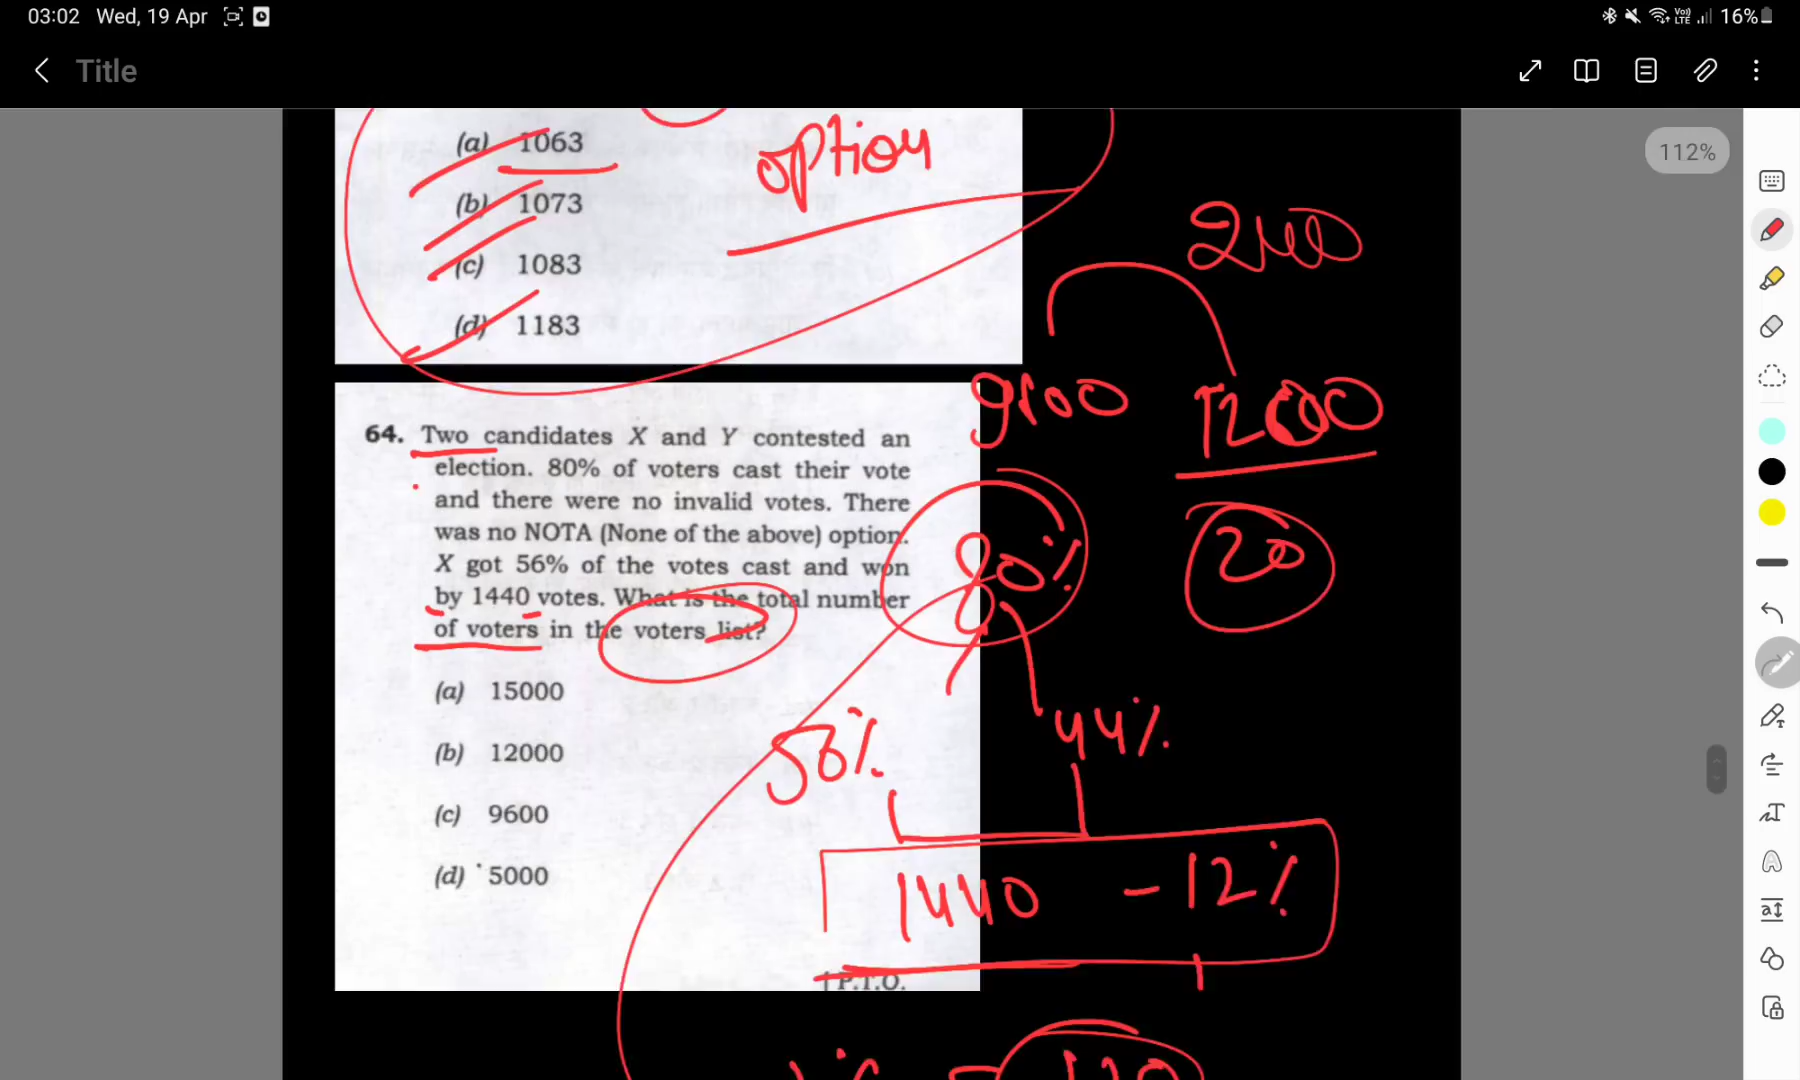 03:02 Wed, 19 Apr
16%
Title
112%
(a) 1063
option
(b) 1073
2400
(c) 1083
(d) 1183
9600 12000
64. Two candidates X and Y contested an
election. 80% of voters cast their vote
and there were no invalid votes. There
was no NOTA (None of the above) option.
X got 56% of the votes cast and won
by 1440 votes. What is the total number
of voters in the voters list?
80%
20
(a) 15000
56%
44%
(b) 12000
(c) 9600
(d) 5000
1440 - 12%
[P.T.O.